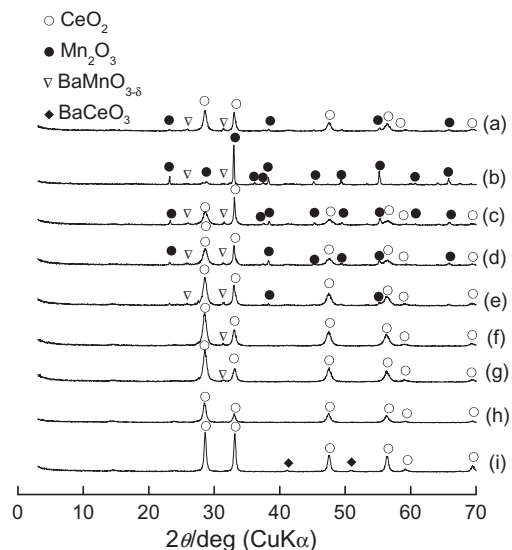 ○ CeO₂
● Mn₂O₃
▽ BaMnO₃₋δ
◆ BaCeO₃
(a)
(b)
(c)
(d)
(e)
(f)
(g)
(h)
(i)
0 10 20 30 40 50 60 70
2θ/deg (CuKα)